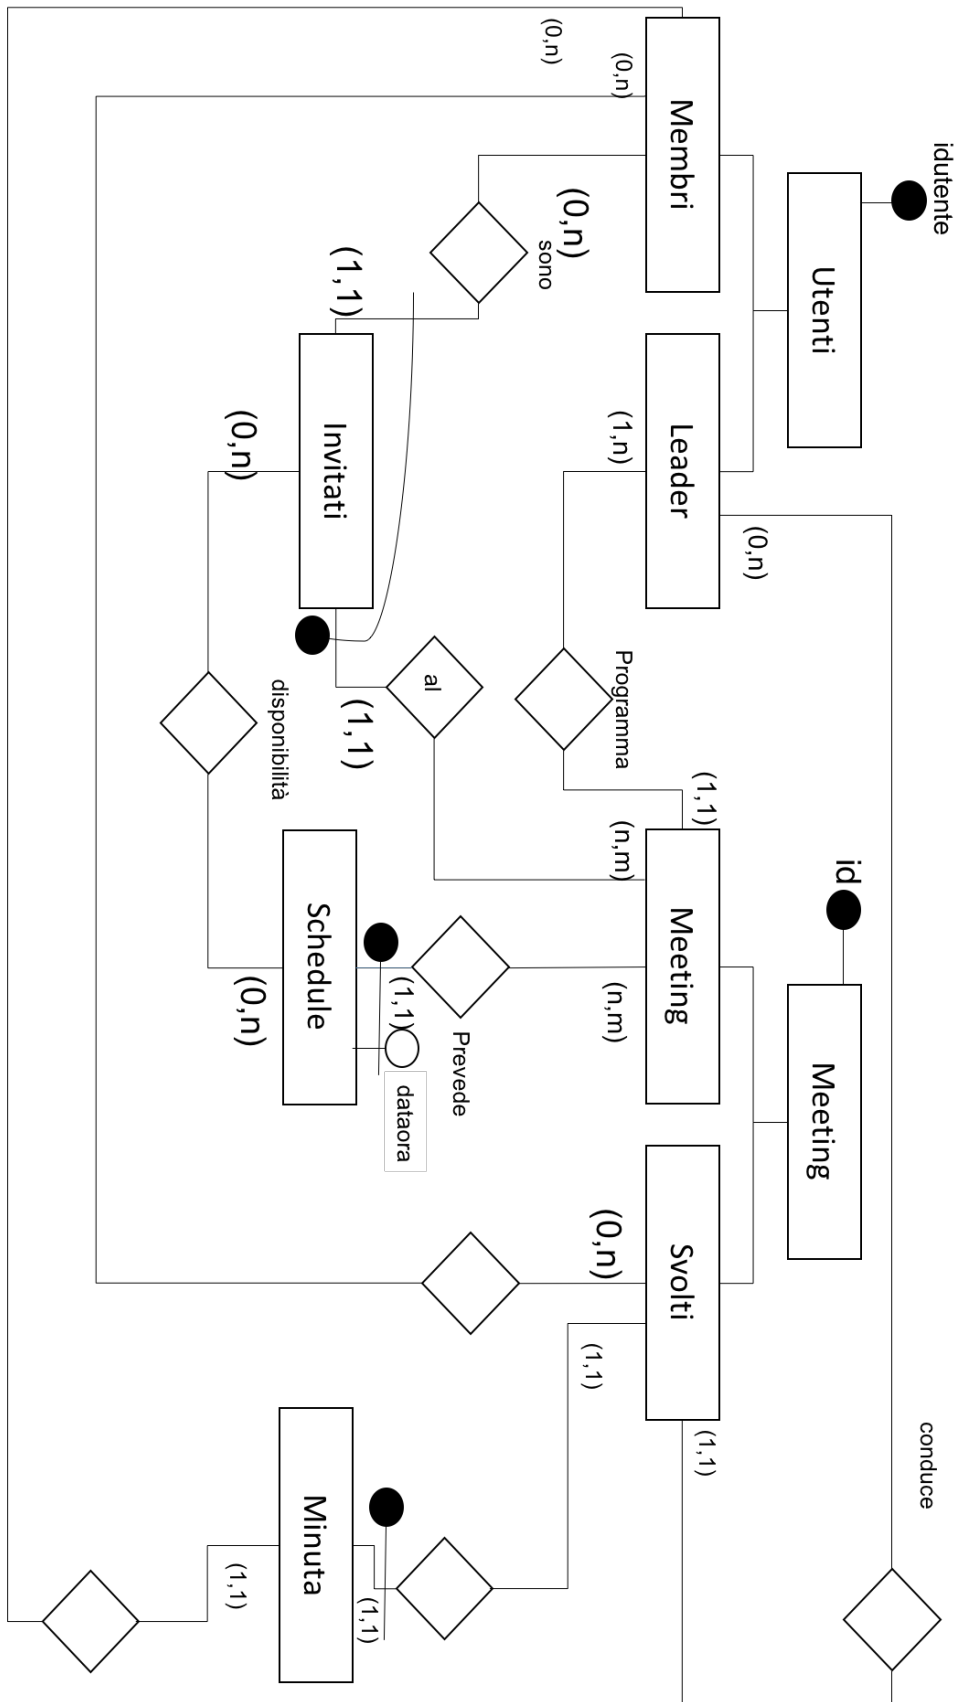 idutente
Utenti
Membri
(0,n)
(0,n)
(0,n)
sono
(1,1)
Leader
(1,n)
(0,n)
Invitati
(0,n)
Programma
al
(1,1)
disponibilità
(1,1)
(n,m)
id
Meeting
Meeting
(n,m)
Schedule
(1,1)
(0,n)
Prevede
dataora
Svolti
(0,n)
(1,1)
(1,1)
conduce
Minuta
(1,1)
(1,1)